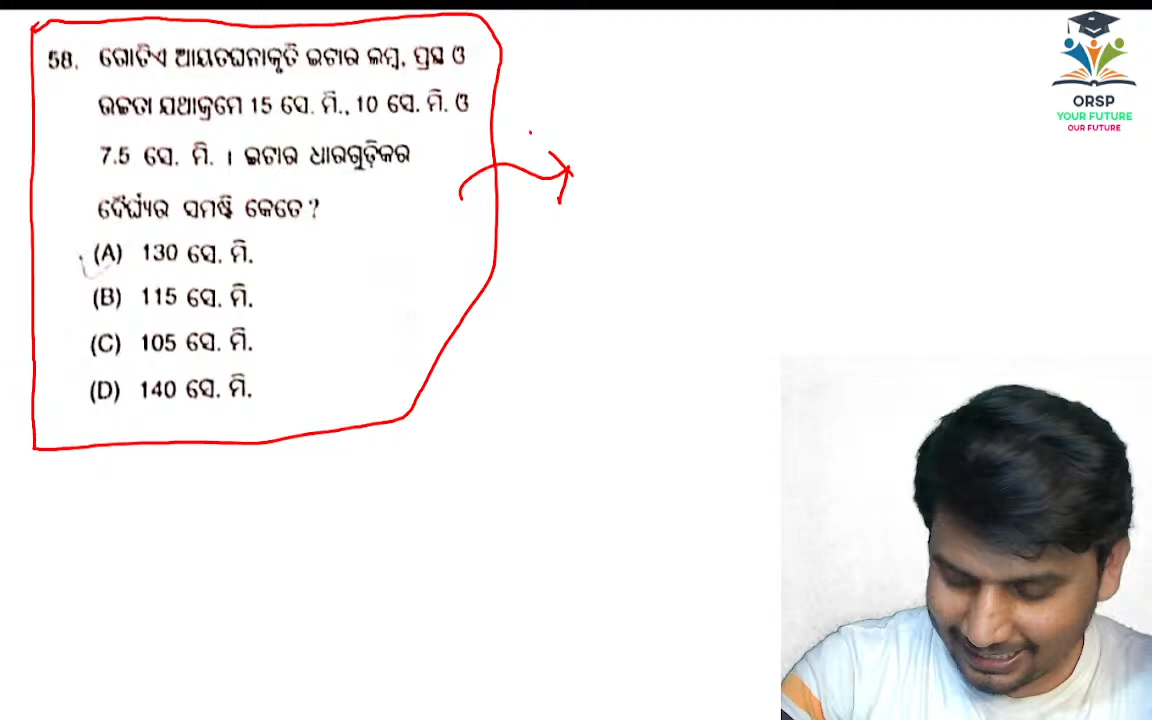 58. ଗୋଟିଏ ଆୟତଘନାକୃତି ଇଟାର ଲମ୍ବ, ପ୍ରସ୍ଥ ଓ
ଉଚ୍ଚତା ଯଥାକ୍ରମେ 15 ସେ. ମି., 10 ସେ. ମି. ଓ
7.5 ସେ. ମି. । ଇଟାର ଧାରଗୁଡ଼ିକର
ଦୈର୍ଘ୍ୟର ସମଷ୍ଟି କେତେ ?
(A) 130 ସେ. ମି.
(B) 115 ସେ. ମି.
(C) 105 ସେ. ମି.
(D) 140 ସେ. ମି.
ORSP
YOUR FUTURE
OUR FUTURE